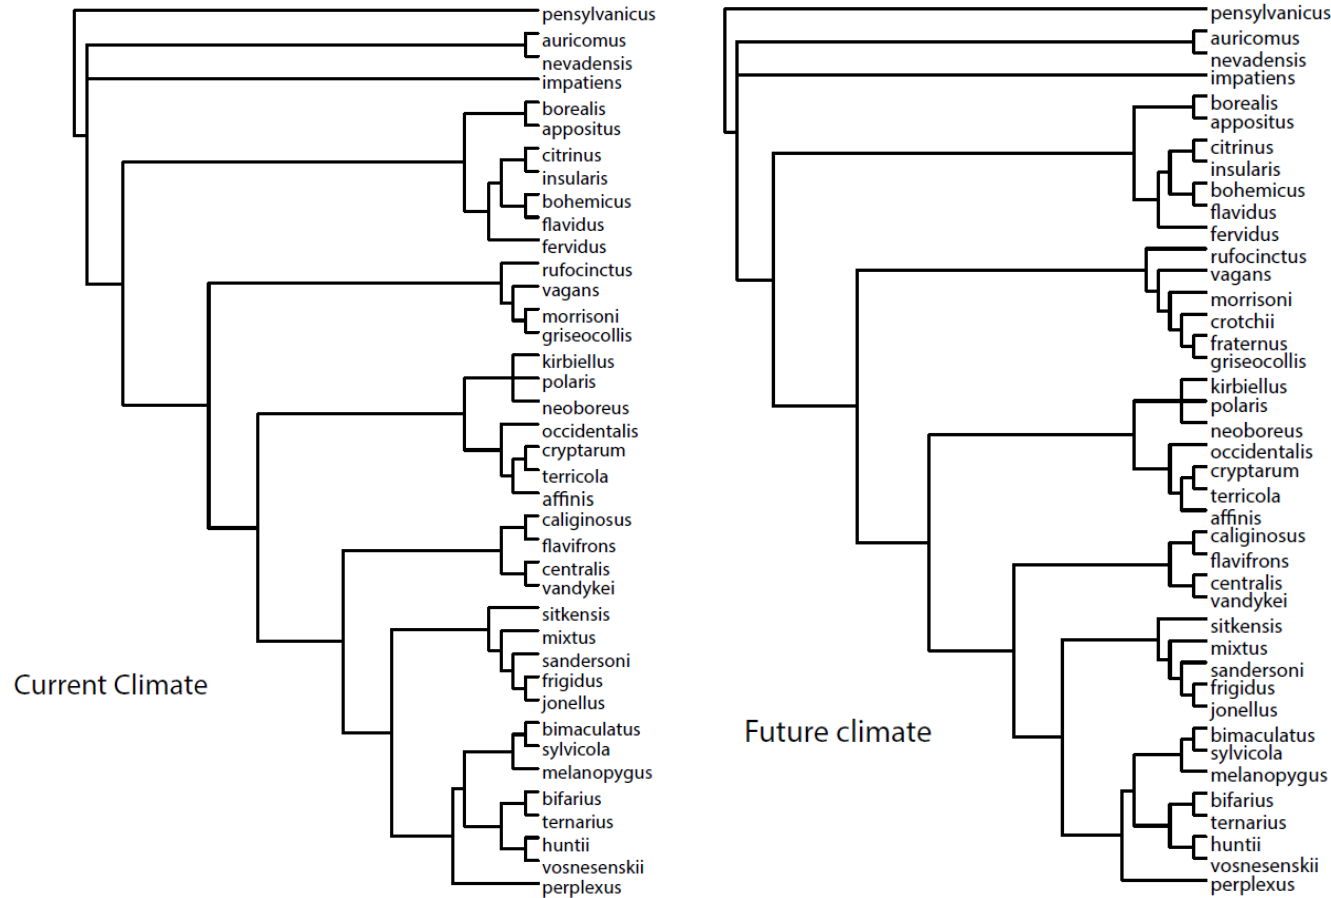 pensylvanicus
auricomus
nevadensis
impatiens
borealis
appositus
citrinus
insularis
bohemicus
flavidus
fervidus
rufocinctus
vagans
morrisoni
griseocollis
kirbiellus
polaris
neoboreus
occidentalis
cryptarum
terricola
affinis
caliginosus
flavifrons
centralis
vandykei
sitkensis
mixtus
sandersoni
frigidus
jonellus
bimaculatus
sylvicola
melanopygus
bifarius
ternarius
huntii
vosnesenskii
perplexus
Current Climate
pensylvanicus
auricomus
nevadensis
impatiens
borealis
appositus
citrinus
insularis
bohemicus
flavidus
fervidus
rufocinctus
vagans
morrisoni
crotchii
fraternus
griseocollis
kirbiellus
polaris
neoboreus
occidentalis
cryptarum
terricola
affinis
caliginosus
flavifrons
centralis
vandykei
sitkensis
mixtus
sandersoni
frigidus
jonellus
bimaculatus
sylvicola
melanopygus
bifarius
ternarius
huntii
vosnesenskii
perplexus
Future climate